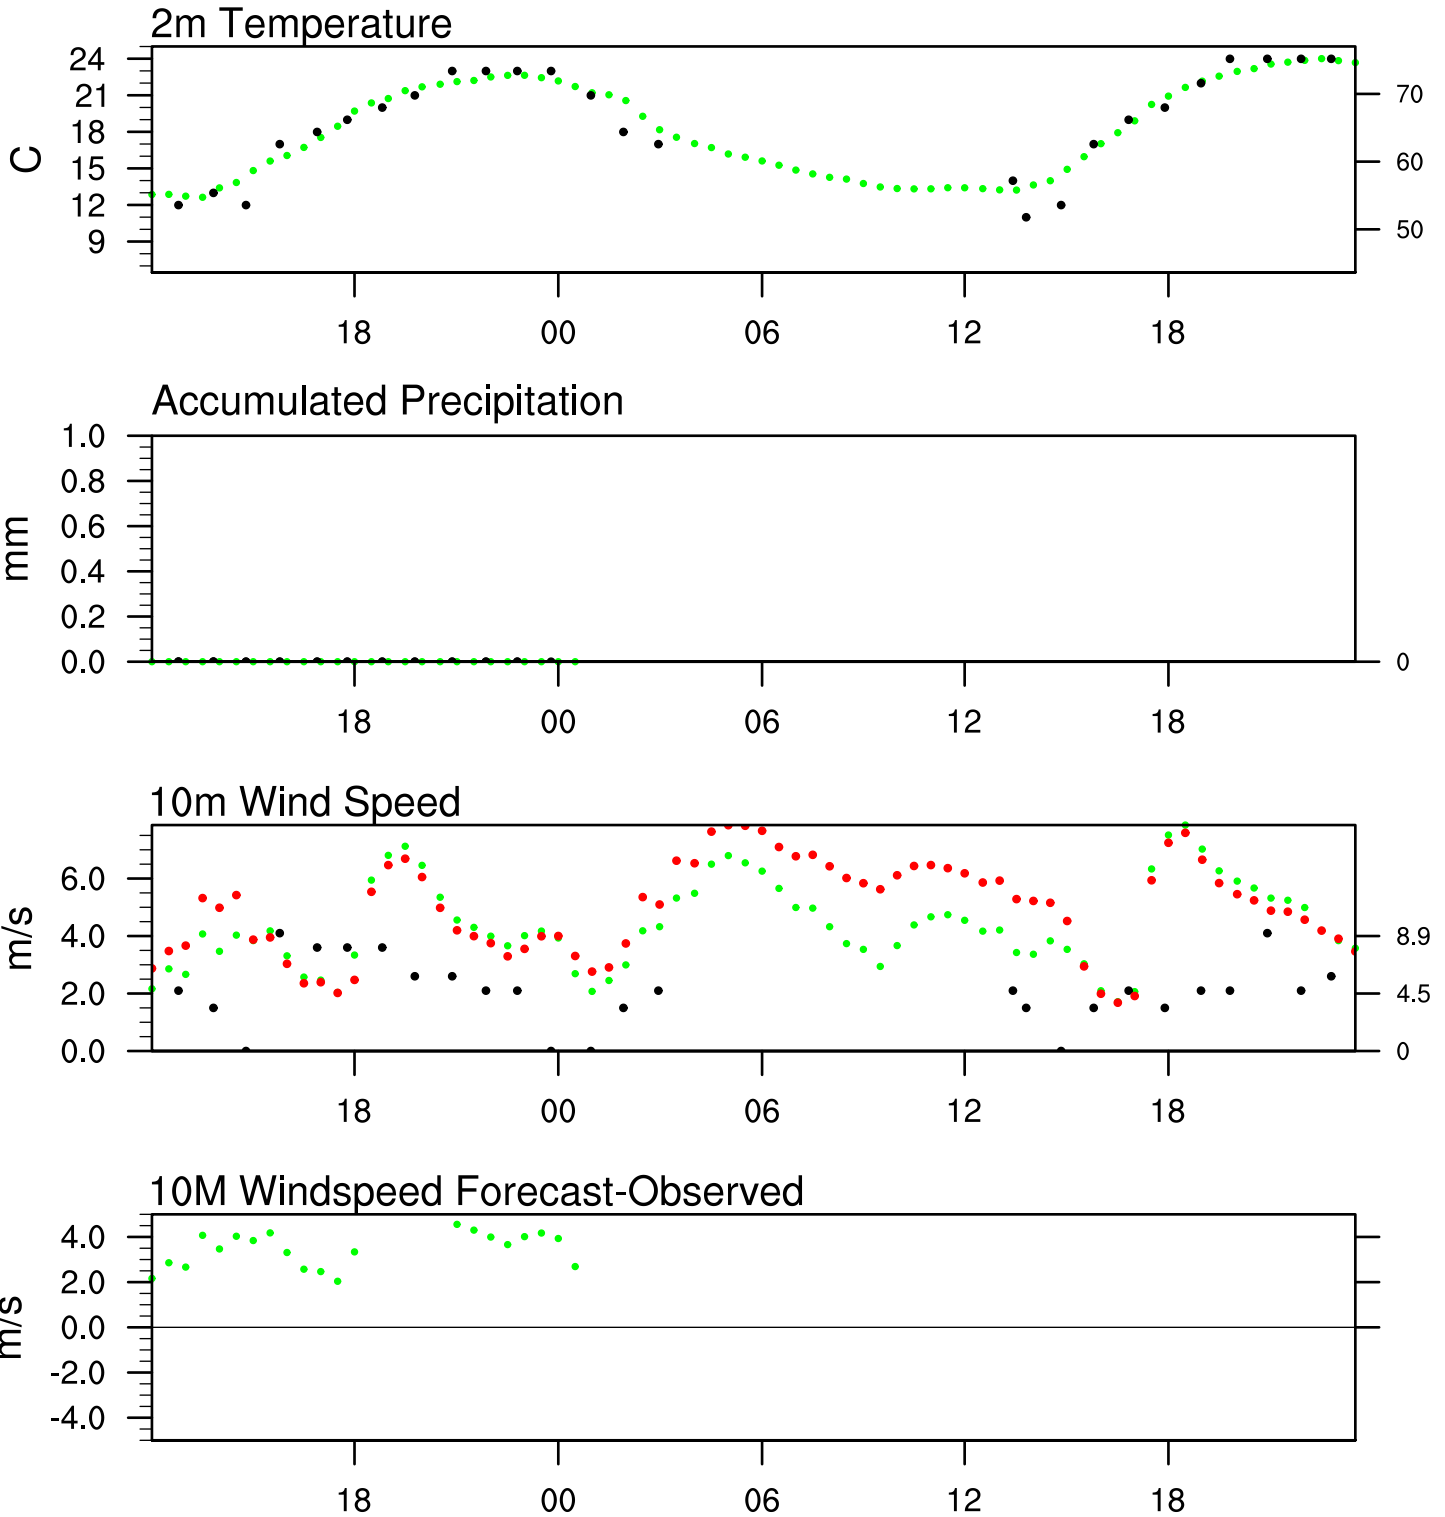 2m Temperature
24
21
18
15
12
9
C
70
60
50
18 00 06 12 18
Accumulated Precipitation
1.0
0.8
0.6
0.4
0.2
0.0
mm
0
18 00 06 12 18
10m Wind Speed
6.0
4.0
2.0
0.0
m/s
8.9
4.5
0
18 00 06 12 18
10M Windspeed Forecast-Observed
4.0
2.0
0.0
-2.0
-4.0
m/s
18 00 06 12 18